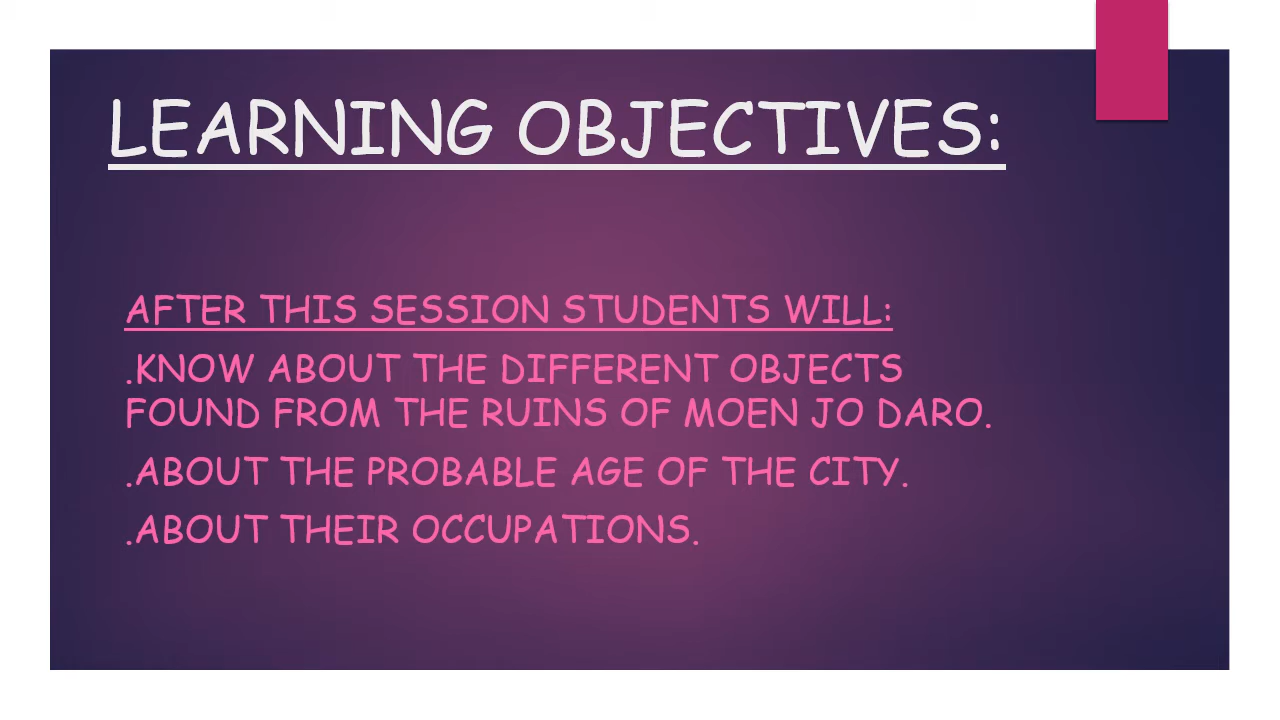 LEARNING OBJECTIVES:
AFTER THIS SESSION STUDENTS WILL:
.KNOW ABOUT THE DIFFERENT OBJECTS
FOUND FROM THE RUINS OF MOEN JO DARO.
.ABOUT THE PROBABLE AGE OF THE CITY.
.ABOUT THEIR OCCUPATIONS.